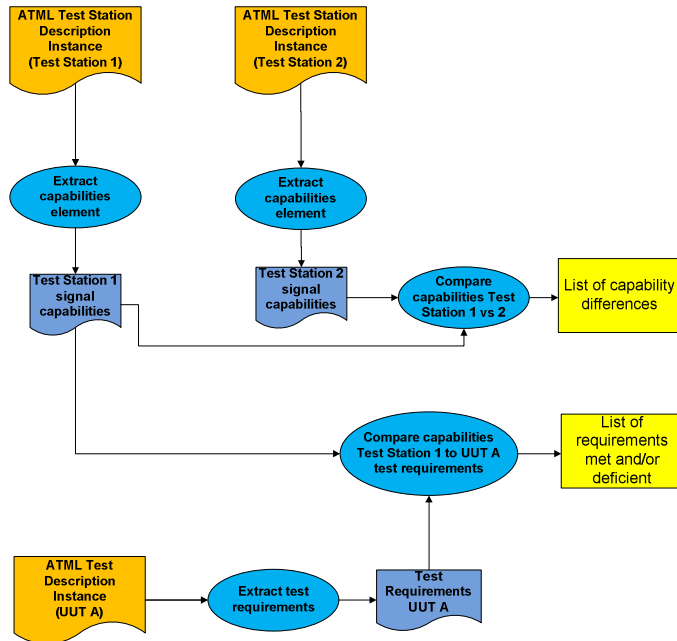 ATML Test Station
Description
Instance
(Test Station 1)
ATML Test Station
Description
Instance
(Test Station 2)
Extract
capabilities
element
Extract
capabilities
element
Test Station 1
signal
capabilities
Test Station 2
signal
capabilities
Compare
capabilities Test
Station 1 vs 2
List of capability
differences
Compare capabilities
Test Station 1 to UUT A
test requirements
List of
requirements
met and/or
deficient
ATML Test
Description
Instance
(UUT A)
Extract test
requirements
Test
Requirements
UUT A